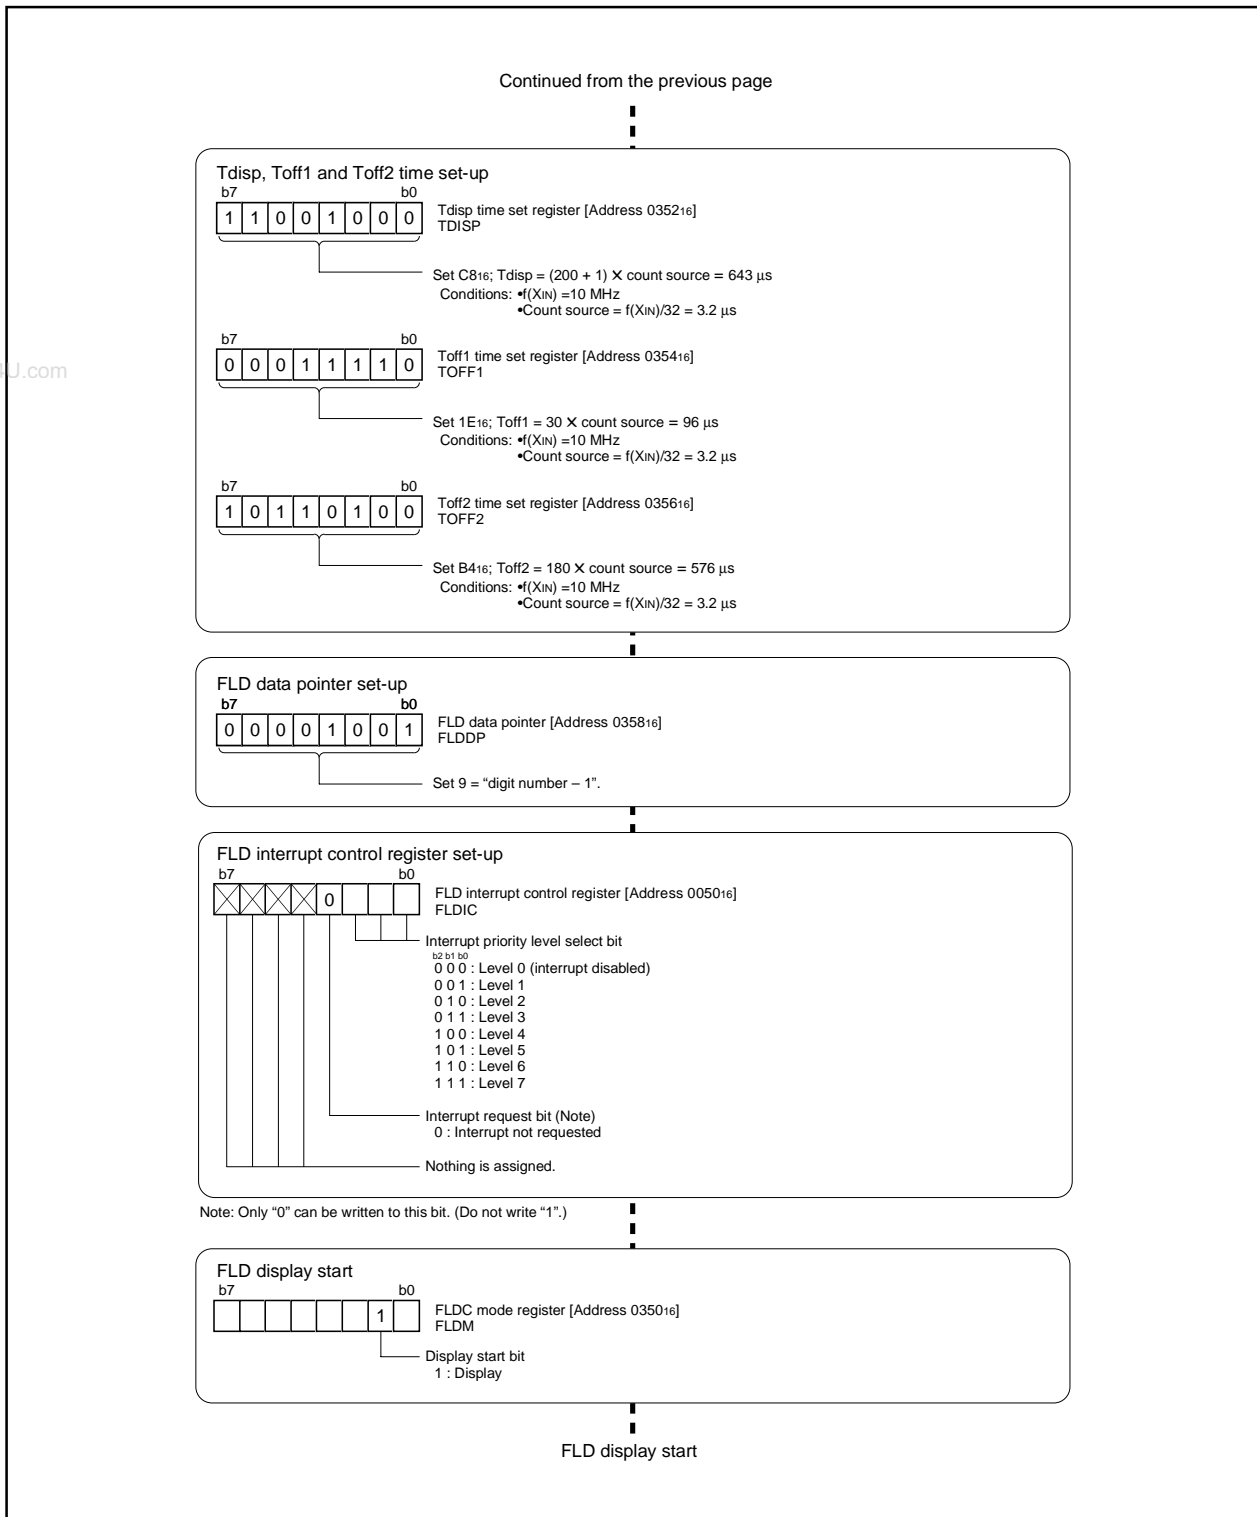 Continued from the previous page
Tdisp, Toff1 and Toff2 time set-up
b7 b0
1 1 0 0 1 0 0 0
Tdisp time set register [Address 035216]
TDISP
Set C816; Tdisp = (200 + 1) × count source = 643 µs
Conditions: •f(XIN) =10 MHz
•Count source = f(XIN)/32 = 3.2 µs
4U.com
b7 b0
0 0 0 1 1 1 1 0
Toff1 time set register [Address 035416]
TOFF1
Set 1E16; Toff1 = 30 × count source = 96 µs
Conditions: •f(XIN) =10 MHz
•Count source = f(XIN)/32 = 3.2 µs
b7 b0
1 0 1 1 0 1 0 0
Toff2 time set register [Address 035616]
TOFF2
Set B416; Toff2 = 180 × count source = 576 µs
Conditions: •f(XIN) =10 MHz
•Count source = f(XIN)/32 = 3.2 µs
FLD data pointer set-up
b7 b0
0 0 0 0 1 0 0 1
FLD data pointer [Address 035816]
FLDDP
Set 9 = “digit number – 1”.
FLD interrupt control register set-up
b7 b0
0
FLD interrupt control register [Address 005016]
FLDIC
Interrupt priority level select bit
b2 b1 b0
0 0 0 : Level 0 (interrupt disabled)
0 0 1 : Level 1
0 1 0 : Level 2
0 1 1 : Level 3
1 0 0 : Level 4
1 0 1 : Level 5
1 1 0 : Level 6
1 1 1 : Level 7
Interrupt request bit (Note)
0 : Interrupt not requested
Nothing is assigned.
Note: Only “0” can be written to this bit. (Do not write “1”.)
FLD display start
b7 b0
1
FLDC mode register [Address 035016]
FLDM
Display start bit
1 : Display
FLD display start